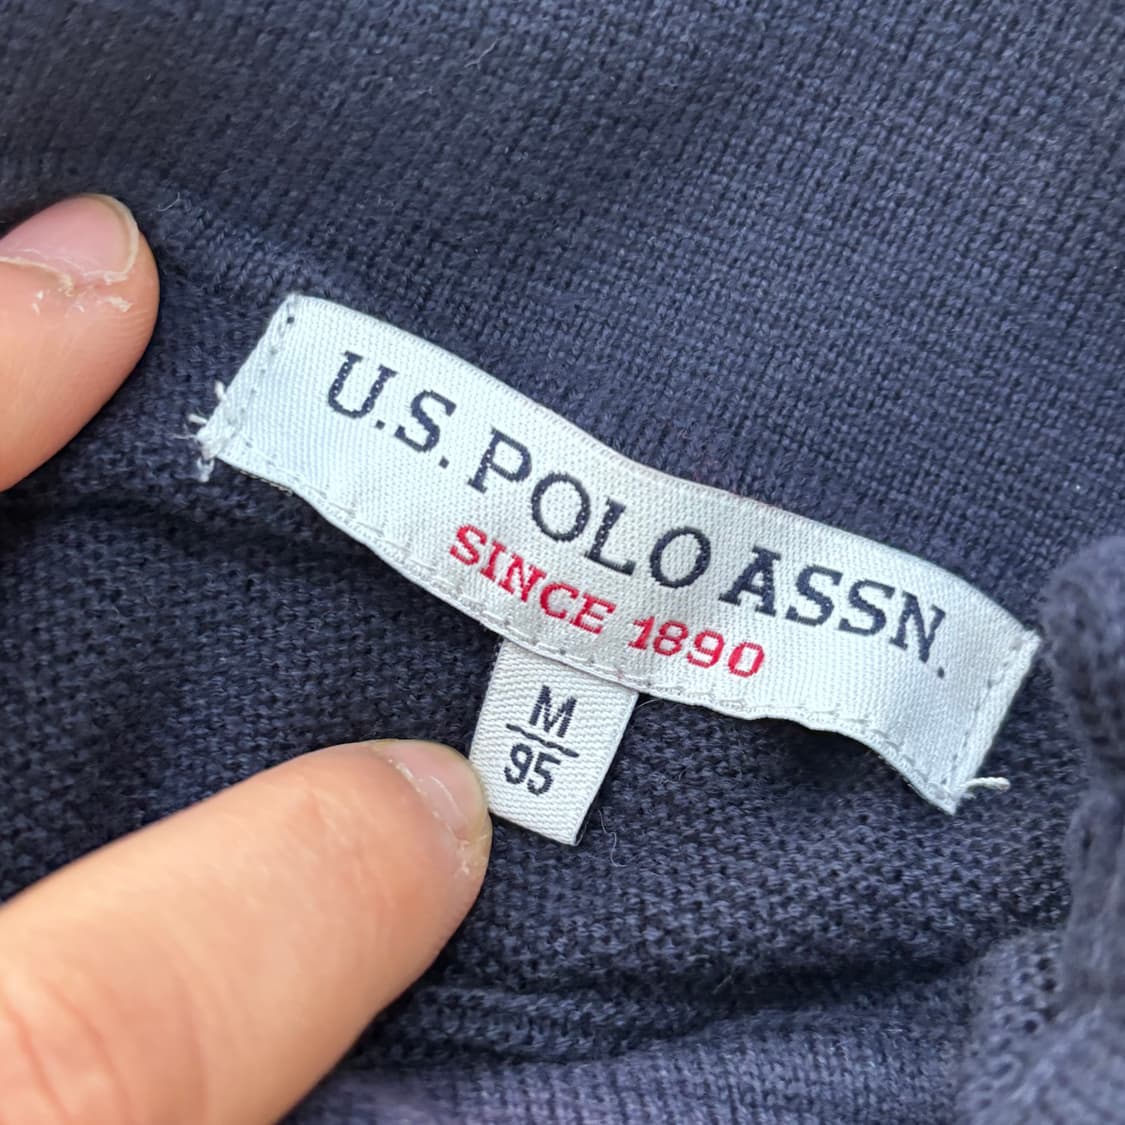 U.S. POLO ASSN.
SINCE 1890
M
95